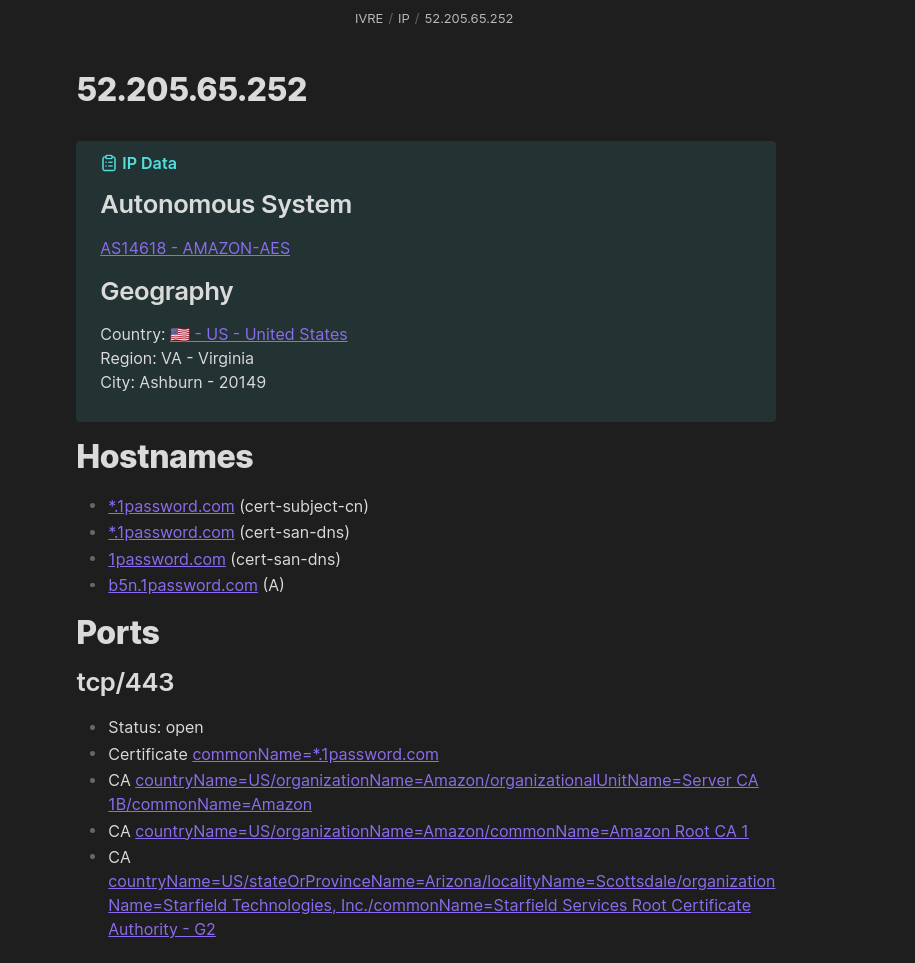 IVRE / IP / 52.205.65.252
52.205.65.252
IP Data
Autonomous System
AS14618 - AMAZON-AES
Geography
Country: 🇺🇸 - US - United States
Region: VA - Virginia
City: Ashburn - 20149
Hostnames
• *.1password.com (cert-subject-cn)
• *.1password.com (cert-san-dns)
• 1password.com (cert-san-dns)
• b5n.1password.com (A)
Ports
tcp/443
• Status: open
• Certificate commonName=*.1password.com
• CA countryName=US/organizationName=Amazon/organizationalUnitName=Server CA
1B/commonName=Amazon
• CA countryName=US/organizationName=Amazon/commonName=Amazon Root CA 1
• CA
countryName=US/stateOrProvinceName=Arizona/localityName=Scottsdale/organization
Name=Starfield Technologies, Inc./commonName=Starfield Services Root Certificate
Authority - G2